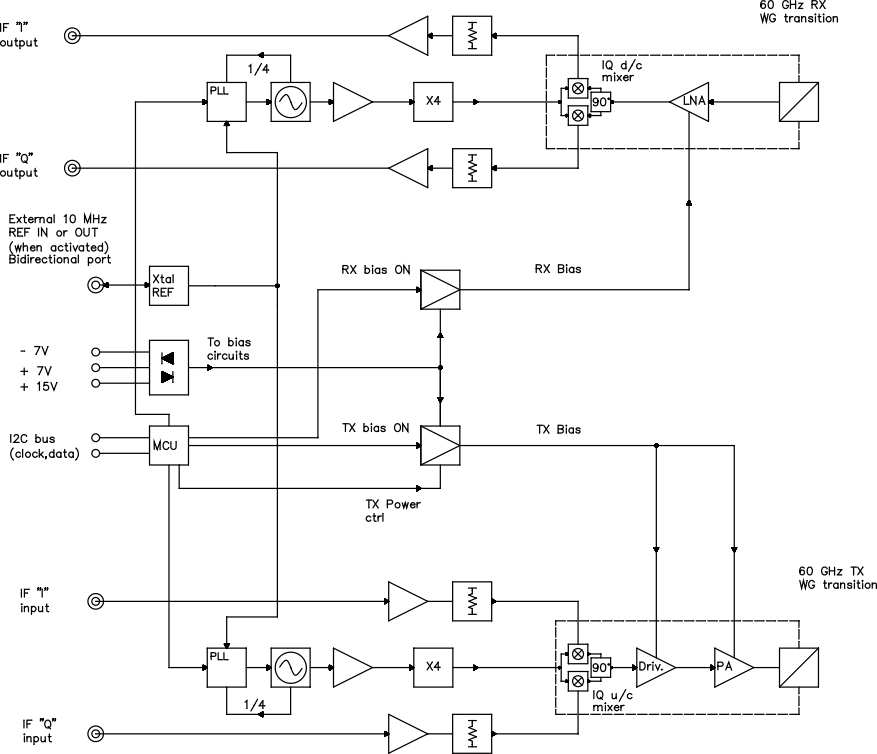 60 GHz RX
WG transition
IF "I"
output
1/4
IQ d/c
mixer
PLL
X4
90°
LNA
IF "Q"
output
External 10 MHz
REF IN or OUT
(when activated)
Bidirectional port
Xtal
REF
RX bias ON
RX Bias
- 7V
+ 7V
+ 15V
To bias
circuits
I2C bus
(clock,data)
MCU
TX bias ON
TX Bias
TX Power
ctrl
60 GHz TX
WG transition
IF "I"
input
PLL
X4
90°
Driv.
PA
1/4
IQ u/c
mixer
IF "Q"
input